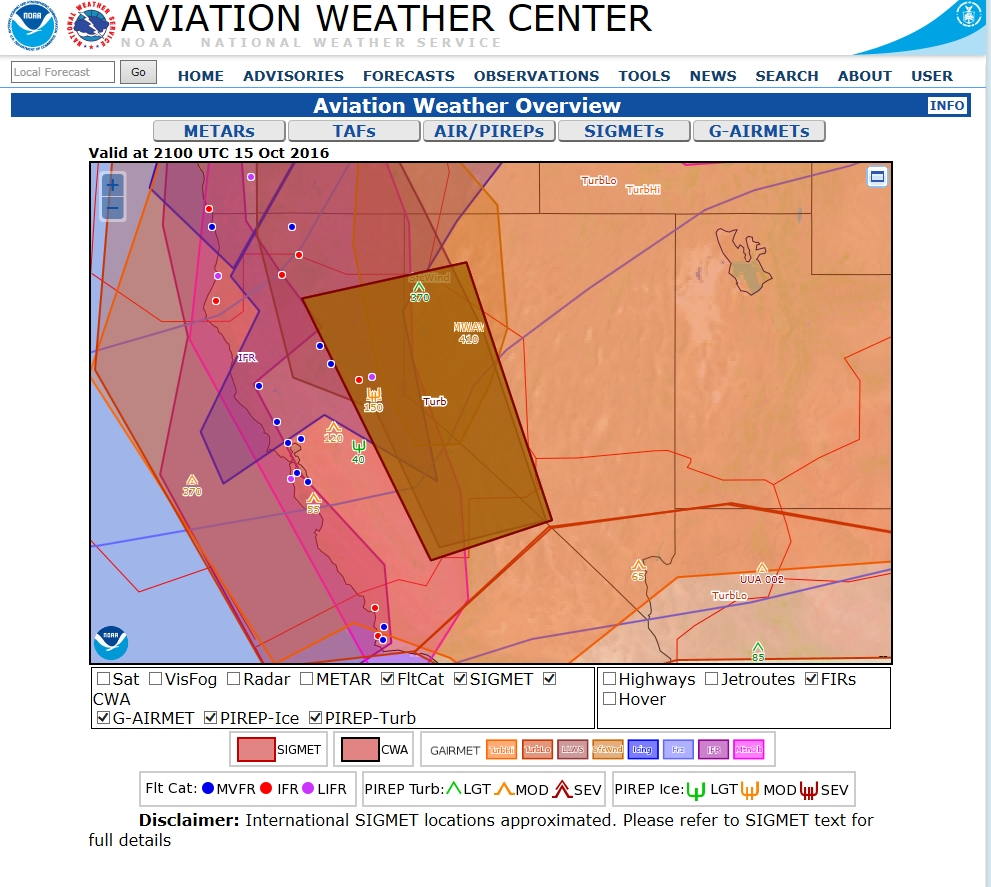 AVIATION WEATHER CENTER
NOAA NATIONAL WEATHER SERVICE
Local Forecast Go HOME ADVISORIES FORECASTS OBSERVATIONS TOOLS NEWS SEARCH ABOUT USER
Aviation Weather Overview INFO
METARs TAFs AIR/PIREPs SIGMETs G-AIRMETs
Valid at 2100 UTC 15 Oct 2016
+
−
TurbLo
TurbHi
SfcWind
370
MWAV
410
IFR
Turb
150
120
40
370
55
65
UUA 002
TurbLo
NOAA
85
Sat VisFog Radar METAR FltCat SIGMET
CWA
G-AIRMET PIREP-Ice PIREP-Turb
Highways Jetroutes FIRs
Hover
SIGMET CWA GAIRMET TurbHi TurbLo LLWS SfcWnd Icing Frz IFR MtnOb
Flt Cat: MVFR IFR LIFR PIREP Turb: LGT MOD SEV PIREP Ice: LGT MOD SEV
Disclaimer: International SIGMET locations approximated. Please refer to SIGMET text for
full details